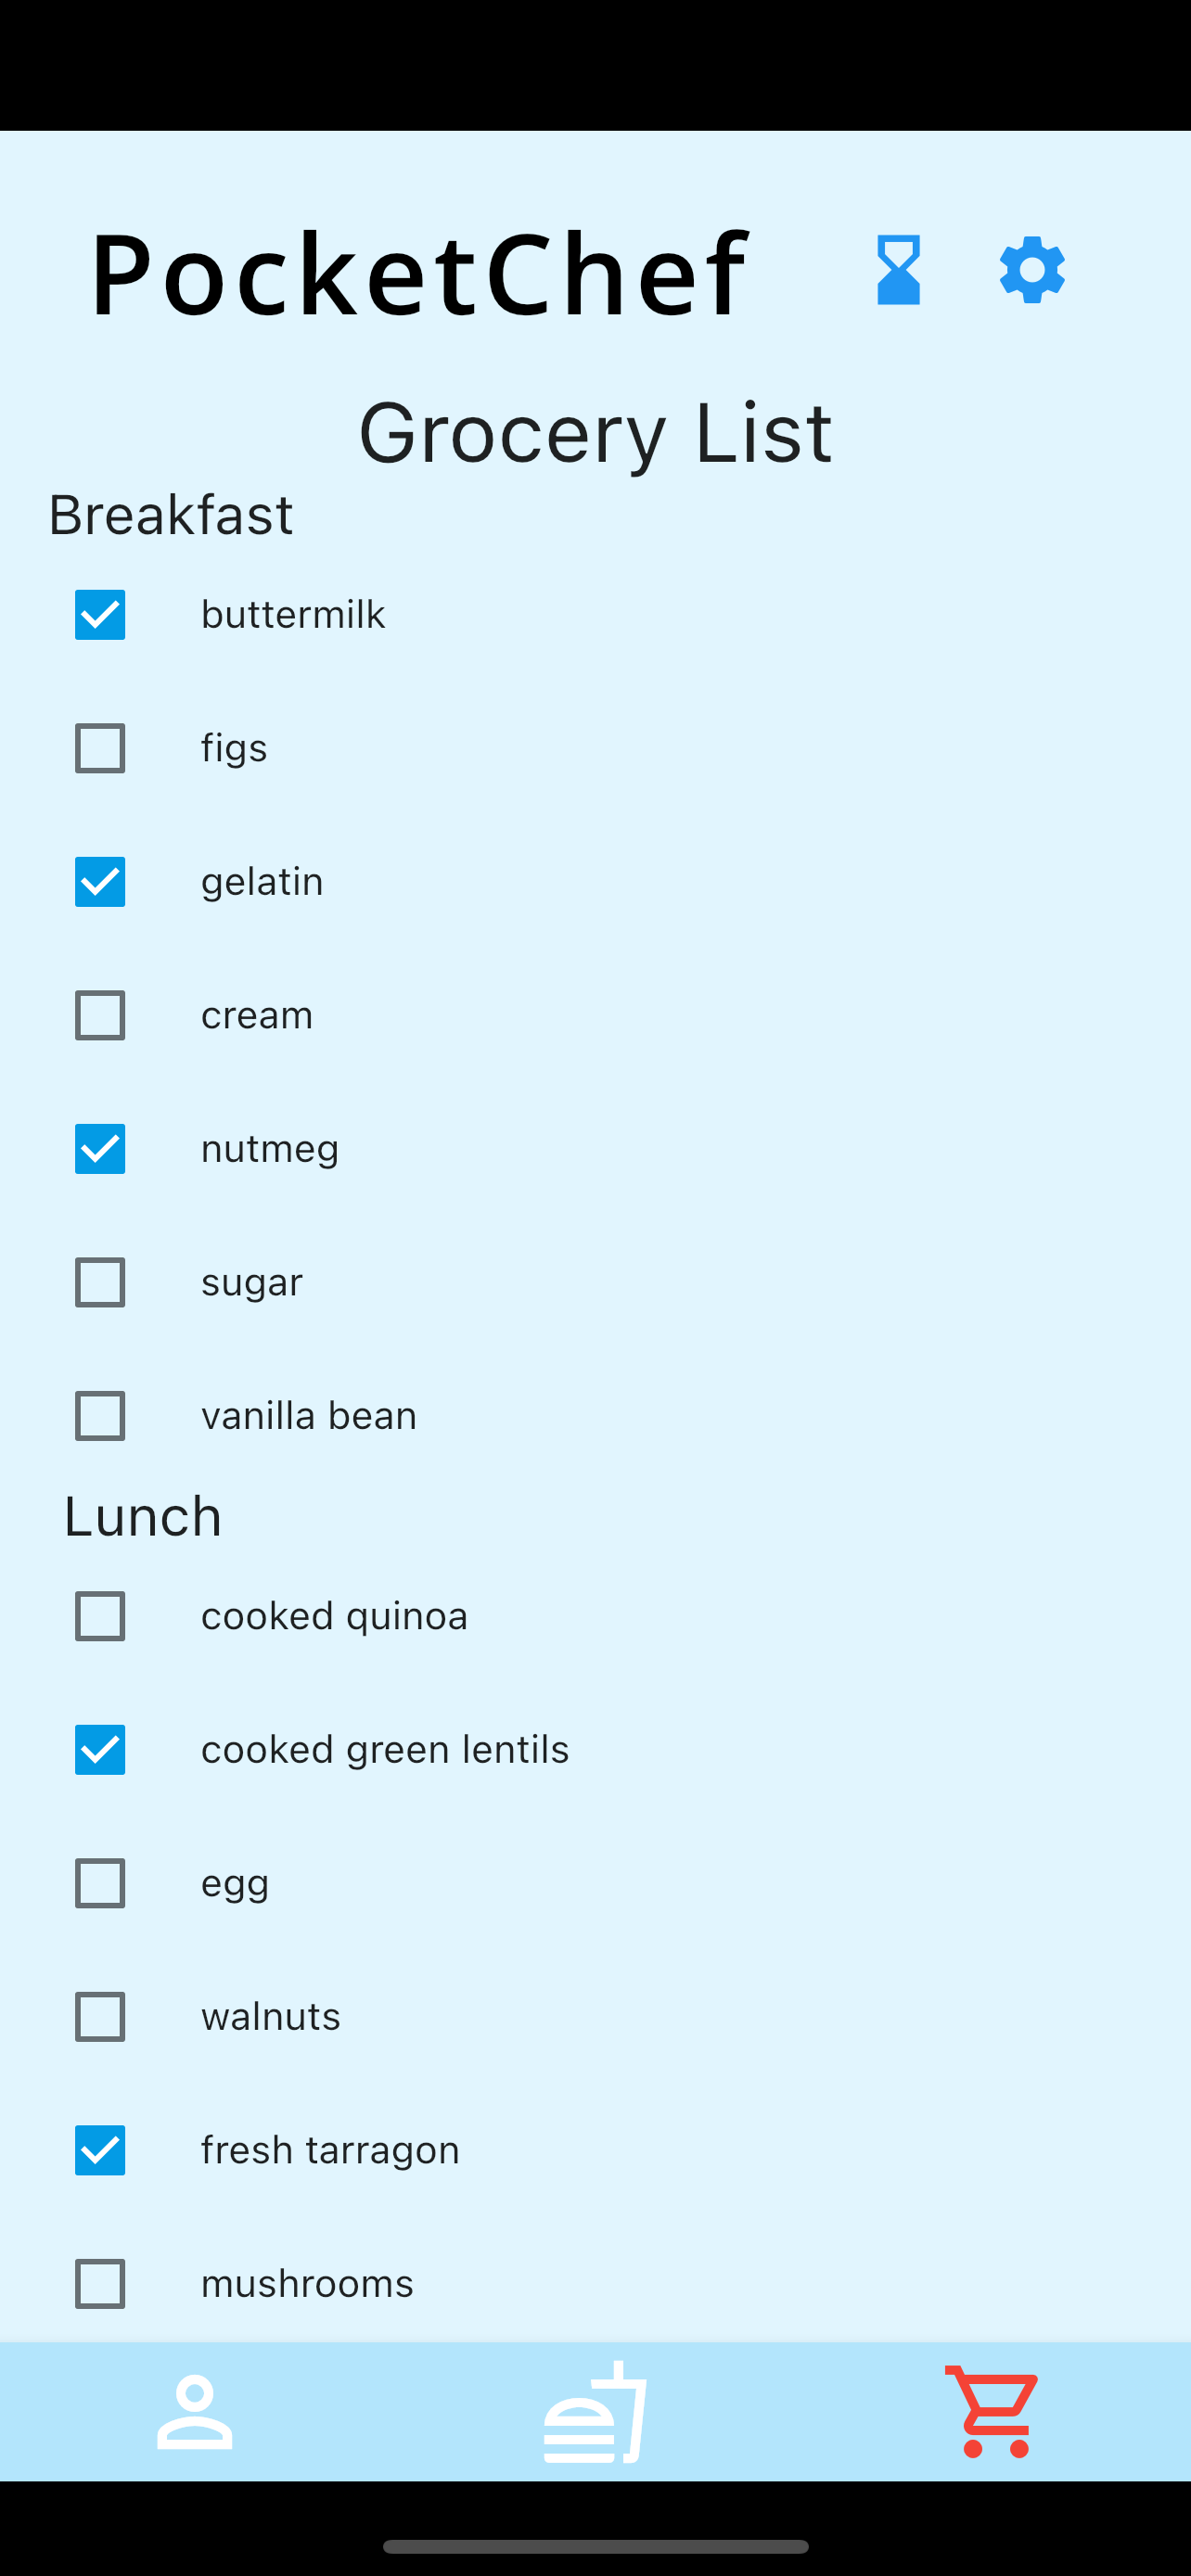 PocketChef
Grocery List
Breakfast
buttermilk
figs
gelatin
cream
nutmeg
sugar
vanilla bean
Lunch
cooked quinoa
cooked green lentils
egg
walnuts
fresh tarragon
mushrooms